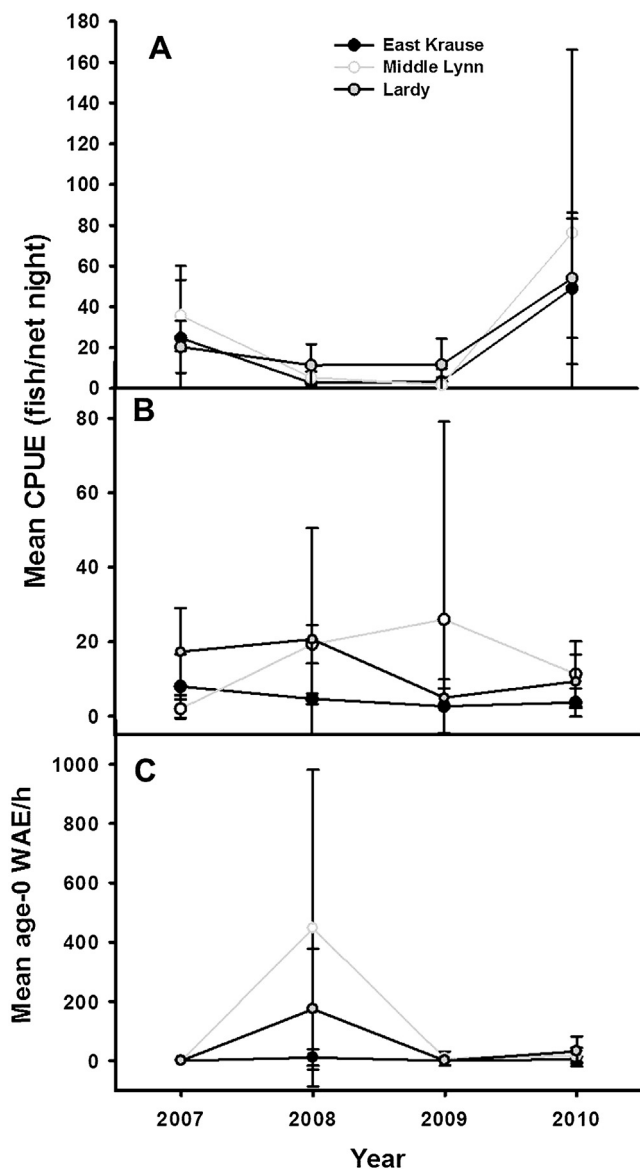 A
East Krause
Middle Lynn
Lardy
180
160
140
120
100
80
60
40
20
0
Mean CPUE (fish/net night)
B
80
60
40
20
0
C
1000
800
600
400
200
0
Mean age-0 WAE/h
2007 2008 2009 2010
Year